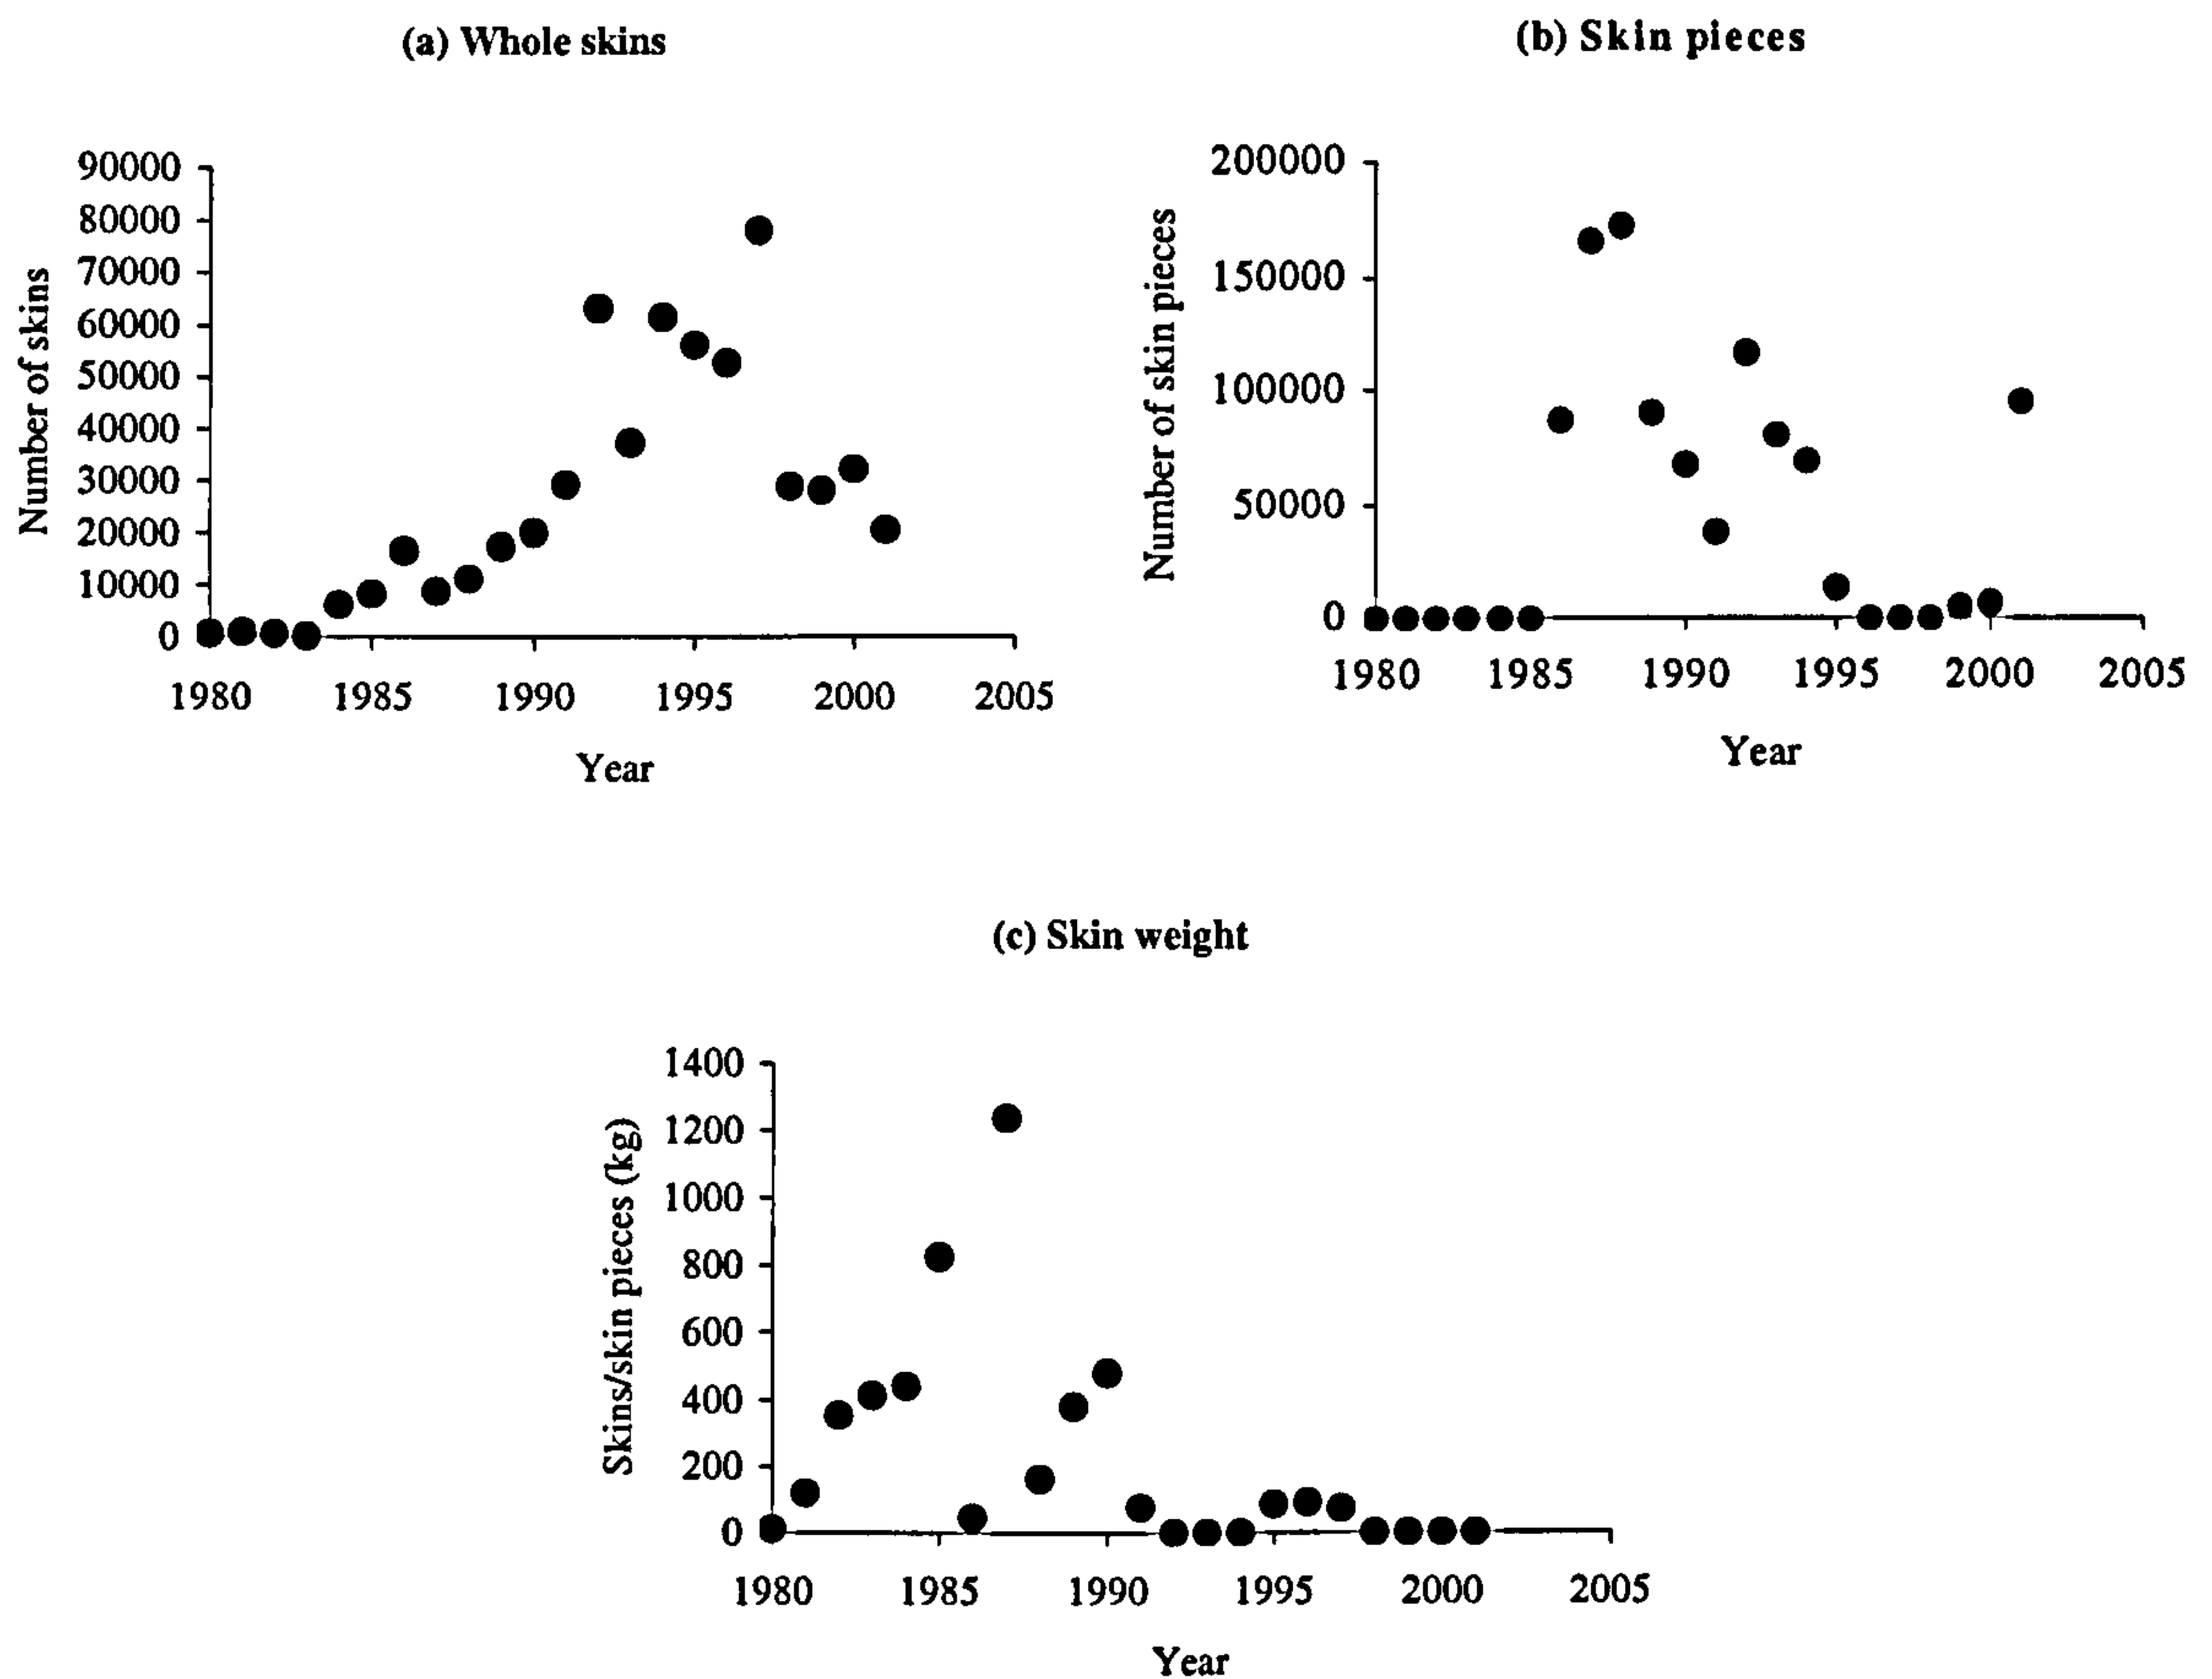 (a) Whole skins
90000
80000
70000
60000
50000
40000
30000
20000
10000
0
Number of skins
1980 1985 1990 1995 2000 2005
Year
(b) Skin pieces
200000
150000
100000
50000
0
Number of skin pieces
1980 1985 1990 1995 2000 2005
Year
(c) Skin weight
1400
1200
1000
800
600
400
200
0
Skins/skin pieces (kg)
1980 1985 1990 1995 2000 2005
Year